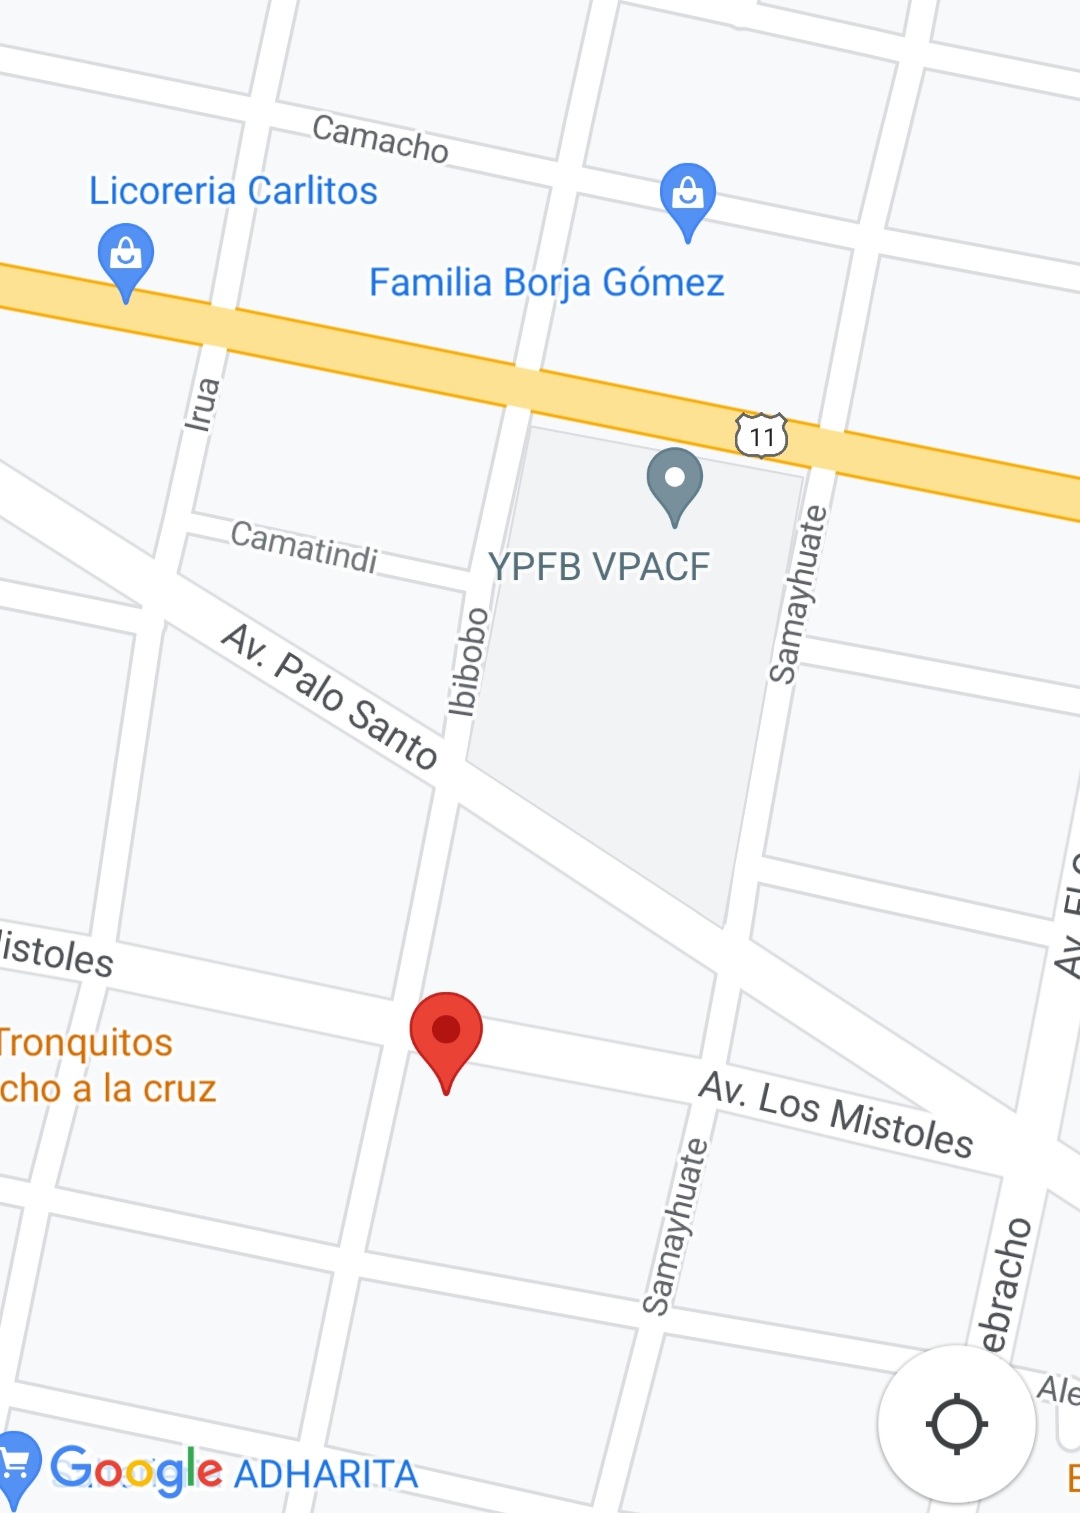 Camacho
Licoreria Carlitos
Familia Borja Gómez
Irua
11
Camatindi
YPFB VPACF
Samayhuate
Ibibobo
Av. Palo Santo
istoles
Tronquitos
cho a la cruz
Av. Los Mistoles
Samayhuate
ebracho
Ale
Google
ADHARITA